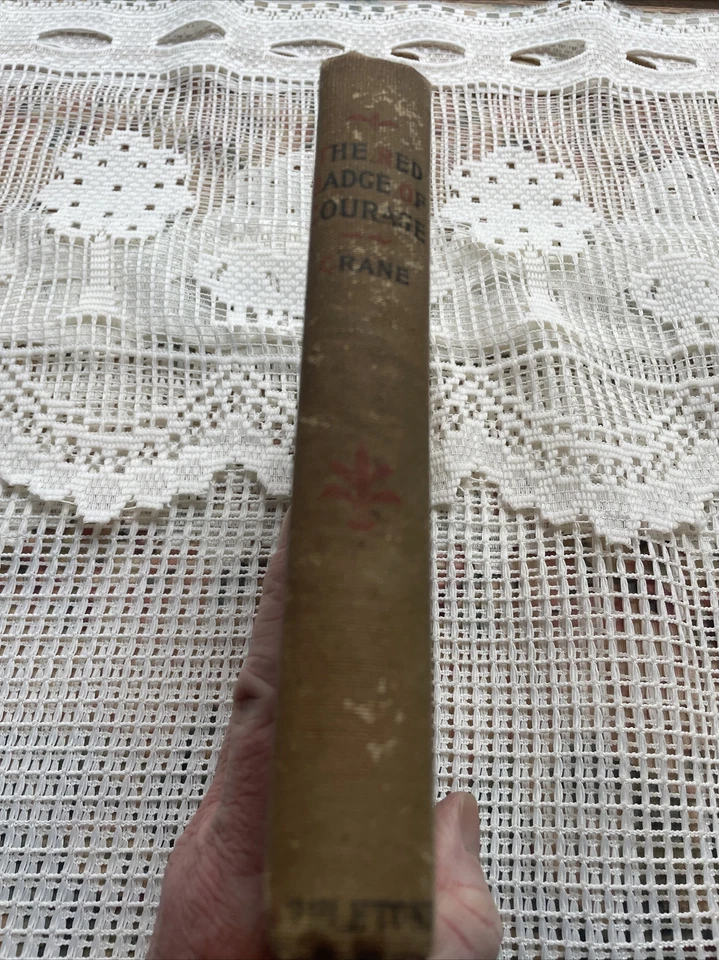 THE RED
BADGE OF
COURAGE
CRANE